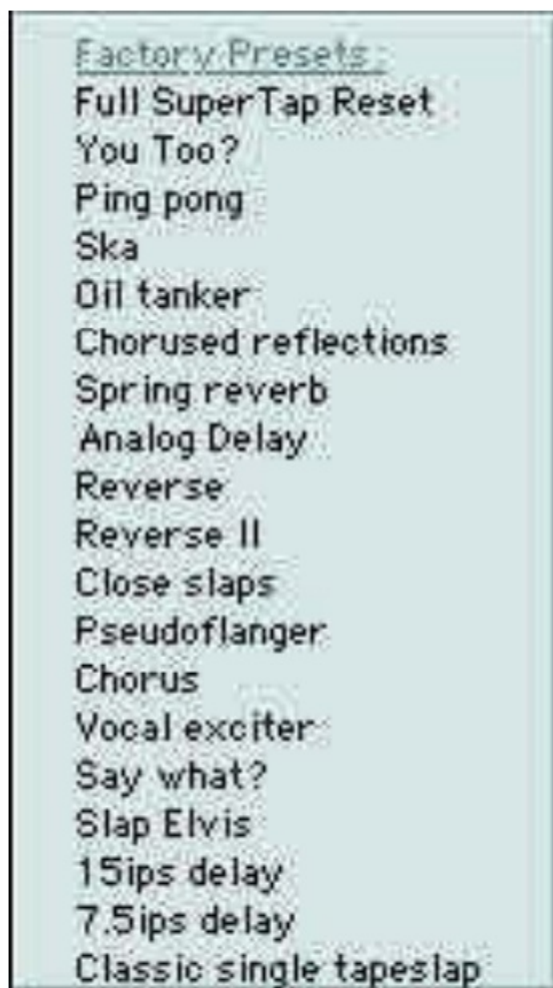 Factory Presets:
Full SuperTap Reset
You Too?
Ping pong
Ska
Oil tanker
Chorused reflections
Spring reverb
Analog Delay
Reverse
Reverse II
Close slaps
Pseudoflanger
Chorus
Vocal exciter
Say what?
Slap Elvis
15ips delay
7.5ips delay
Classic single tapeslap